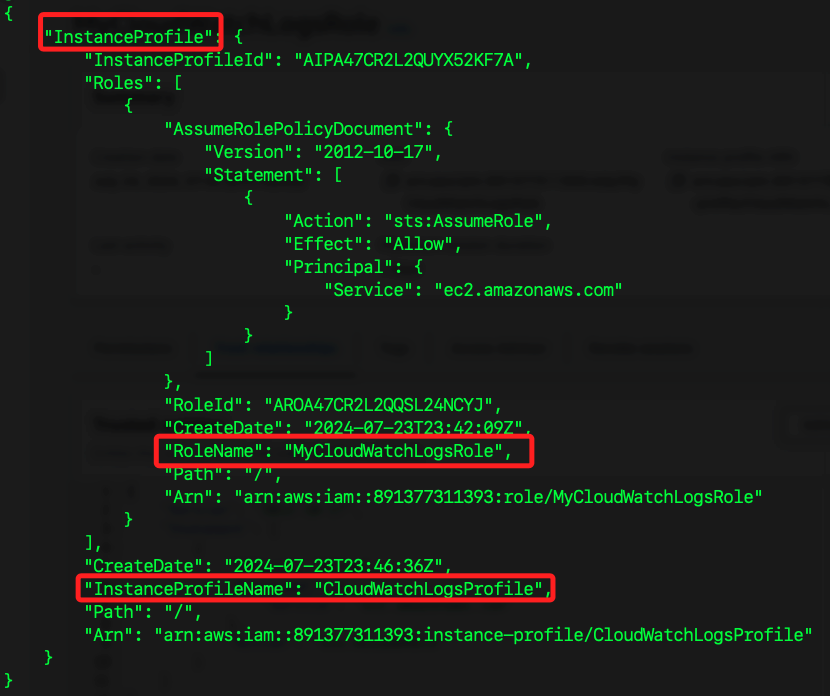 {
"InstanceProfile": {
"InstanceProfileId": "AIPA47CR2L2QUYX52KF7A",
"Roles": [
{
"AssumeRolePolicyDocument": {
"Version": "2012-10-17",
"Statement": [
{
"Action": "sts:AssumeRole",
"Effect": "Allow",
"Principal": {
"Service": "ec2.amazonaws.com"
}
}
]
},
"RoleId": "AROA47CR2L2QQSL24NCYJ",
"CreateDate": "2024-07-23T23:42:09Z",
"RoleName": "MyCloudWatchLogsRole",
"Path": "/",
"Arn": "arn:aws:iam::891377311393:role/MyCloudWatchLogsRole"
}
],
"CreateDate": "2024-07-23T23:46:36Z",
"InstanceProfileName": "CloudWatchLogsProfile",
"Path": "/",
"Arn": "arn:aws:iam::891377311393:instance-profile/CloudWatchLogsProfile"
}
}